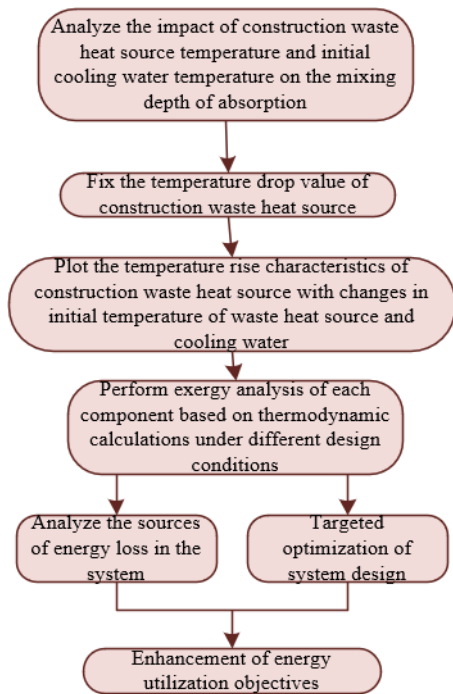 Analyze the impact of construction waste
heat source temperature and initial
cooling water temperature on the mixing
depth of absorption
Fix the temperature drop value of
construction waste heat source
Plot the temperature rise characteristics of
construction waste heat source with changes in
initial temperature of waste heat source and
cooling water
Perform exergy analysis of each
component based on thermodynamic
calculations under different design
conditions
Analyze the sources
of energy loss in the
system
Targeted
optimization of
system design
Enhancement of energy
utilization objectives